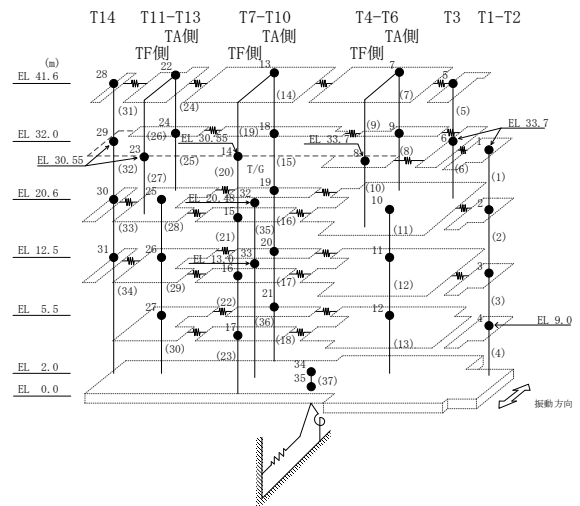 T14 T11-T13 T7-T10 T4-T6 T3 T1-T2
TA側 TA側 TA側
TF側 TF側 TF側
(m)
EL 41.6 28 22 13 7 5
(31) (24) (14) (7) (5)
EL 32.0 29 24 (26) (19) 18 (9) 9 6 1 EL 33.7
EL 30.55 EL 33.7
EL 30.55 23 14 8 (8)
(32) (25) (15) (6) (1)
(27) (20) T/G (10)
EL 20.6 30 25 19 32 10 2
EL 20.48
(33) (28) 15 (35) (16) (11) (2)
(21)
EL 12.5 31 26 20 33 11 3
EL 13.0
(34) (29) 16 (17) (12) (3)
EL 5.5 27 (22) 21 12 4 EL 9.0
(30) 17 (36) (18) (13) (4)
(23)
EL 2.0 34
EL 0.0 35 (37)
振動方向